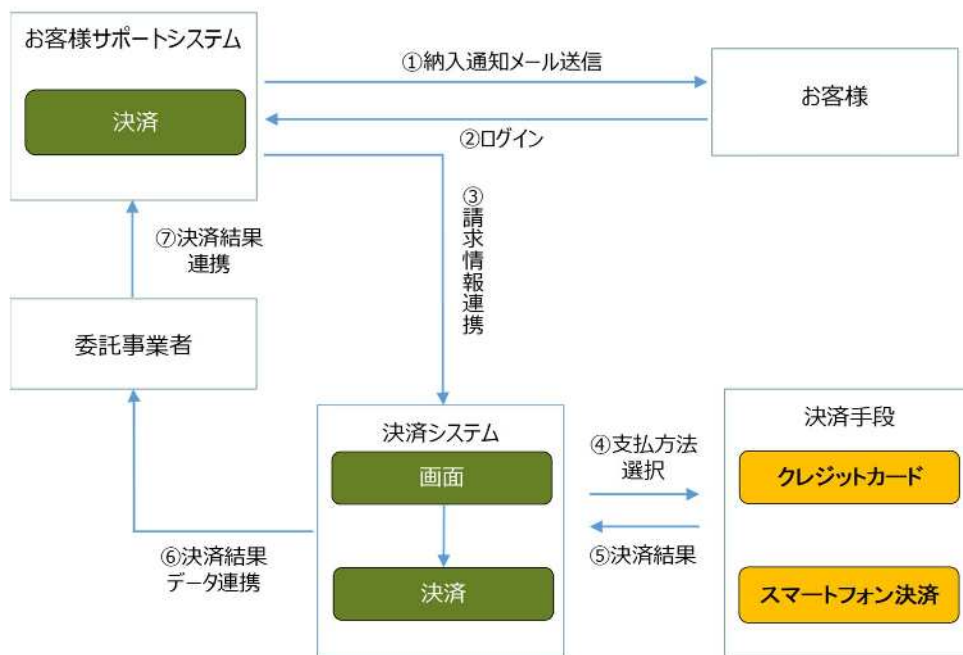 お客様サポートシステム
決済
①納入通知メール送信
お客様
②ログイン
③請求情報連携
⑦決済結果
連携
委託事業者
決済システム
画面
決済
④支払方法
選択
⑤決済結果
決済手段
クレジットカード
スマートフォン決済
⑥決済結果
データ連携